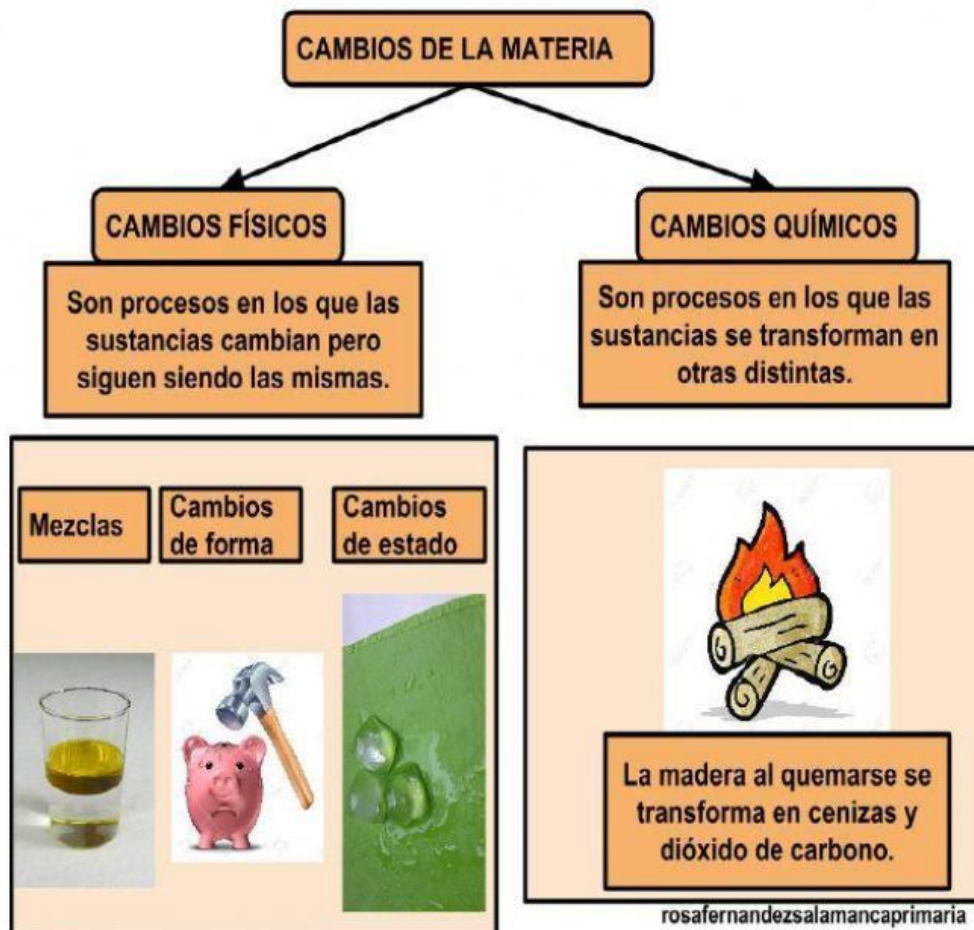 CAMBIOS DE LA MATERIA
CAMBIOS FÍSICOS
Son procesos en los que las
sustancias cambian pero
siguen siendo las mismas.
CAMBIOS QUÍMICOS
Son procesos en los que las
sustancias se transforman en
otras distintas.
Mezclas
Cambios
de forma
Cambios
de estado
La madera al quemarse se
transforma en cenizas y
dióxido de carbono.
rosafernandezsalamancaprimaria